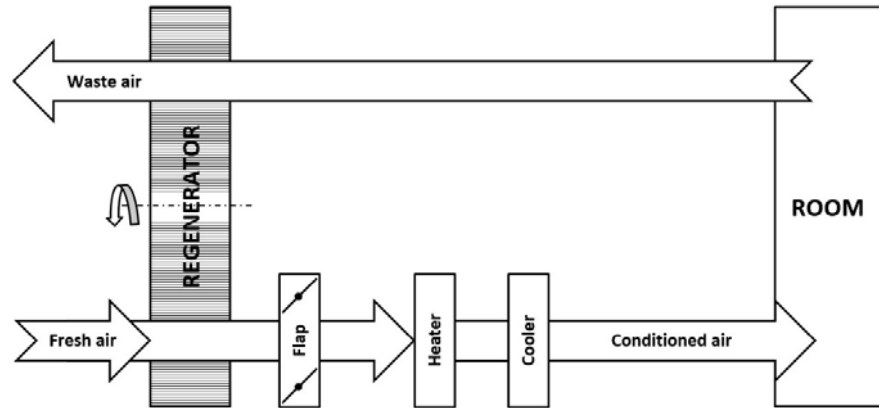 Waste air
REGENERATOR
ROOM
Fresh air
Flap
Heater
Cooler
Conditioned air